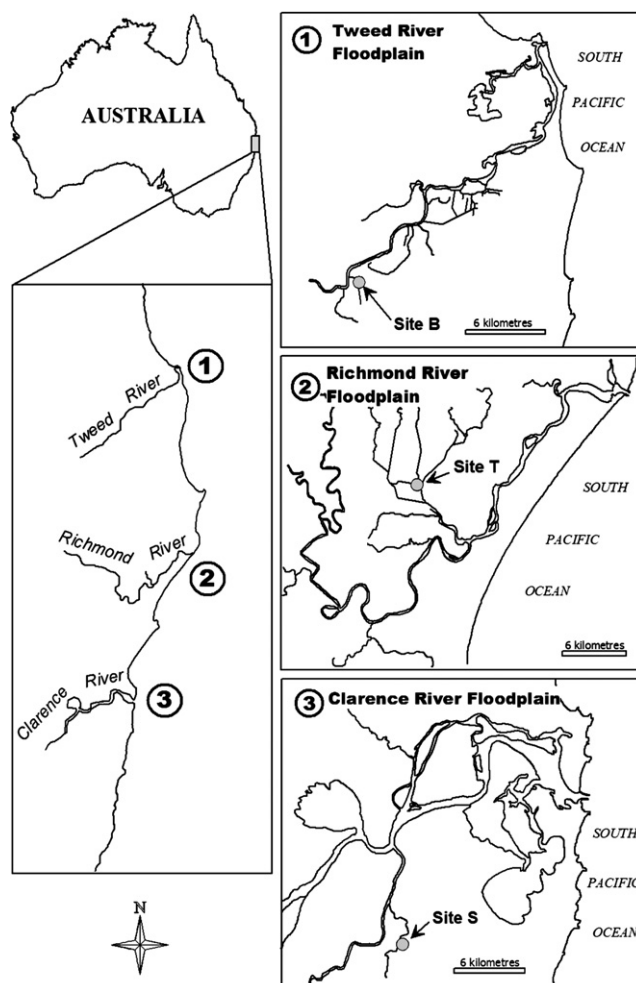 AUSTRALIA
1
Tweed River
2
Richmond River
3
Clarence River
N
1 Tweed River
Floodplain
SOUTH
PACIFIC
OCEAN
Site B
6 kilometres
2 Richmond River
Floodplain
Site T
SOUTH
PACIFIC
OCEAN
6 kilometres
3 Clarence River Floodplain
SOUTH
PACIFIC
OCEAN
Site S
6 kilometres